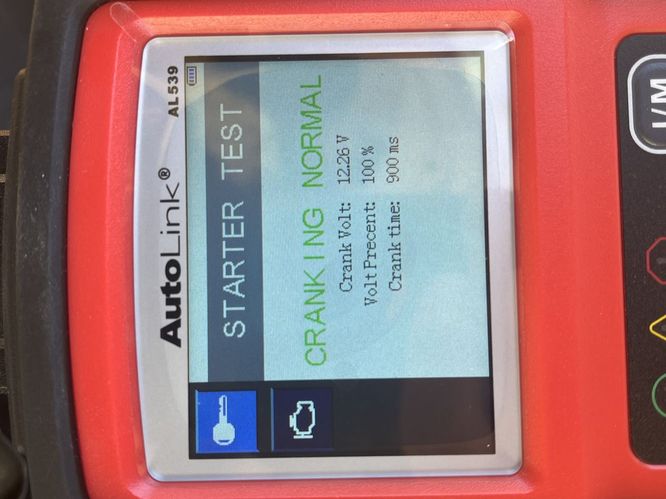 AutoLink®
AL539
STARTER TEST
CRANKING NORMAL
Crank Volt: 12.26 V
Volt Precent: 100 %
Crank time: 900 ms
I/M